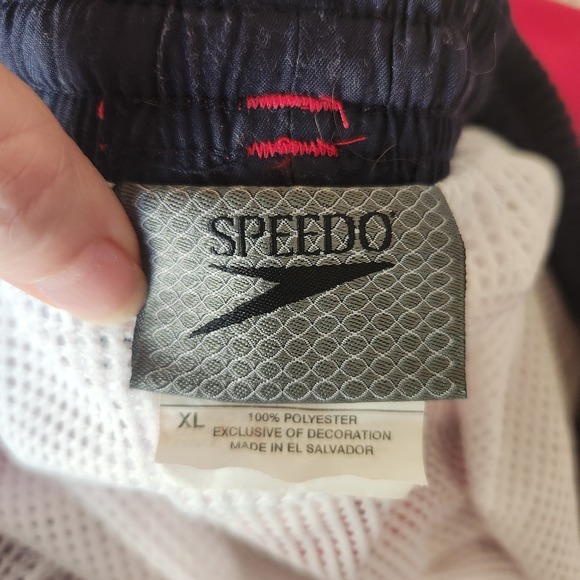 SPEEDO
XL
100% POLYESTER
EXCLUSIVE OF DECORATION
MADE IN EL SALVADOR